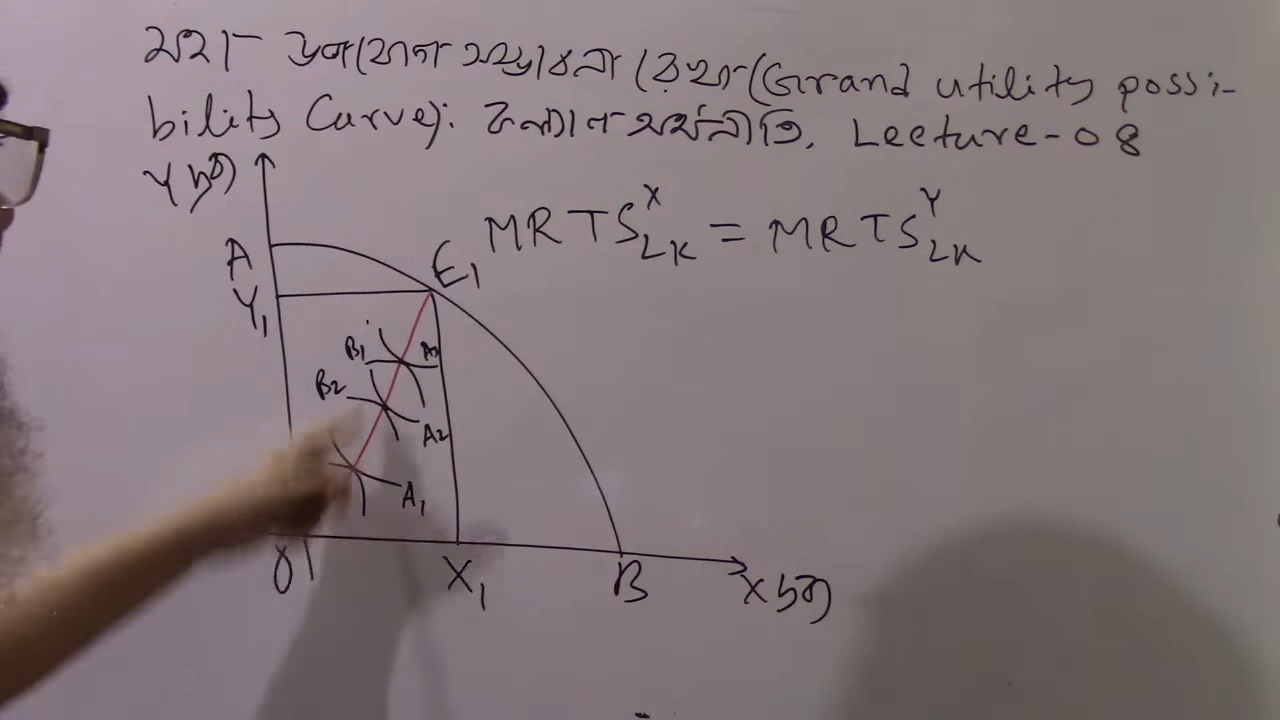 মহা উপযোগ সম্ভাবনা রেখা (Grand utility possi-
bility Curve): কল্যাণ অর্থনীতি, Lecture-08
Y দ্রব্য
A
E1
MRTS^X_LK = MRTS^Y_LK
Y1
B1
B2
A2
A1
0
X1
B
X দ্রব্য